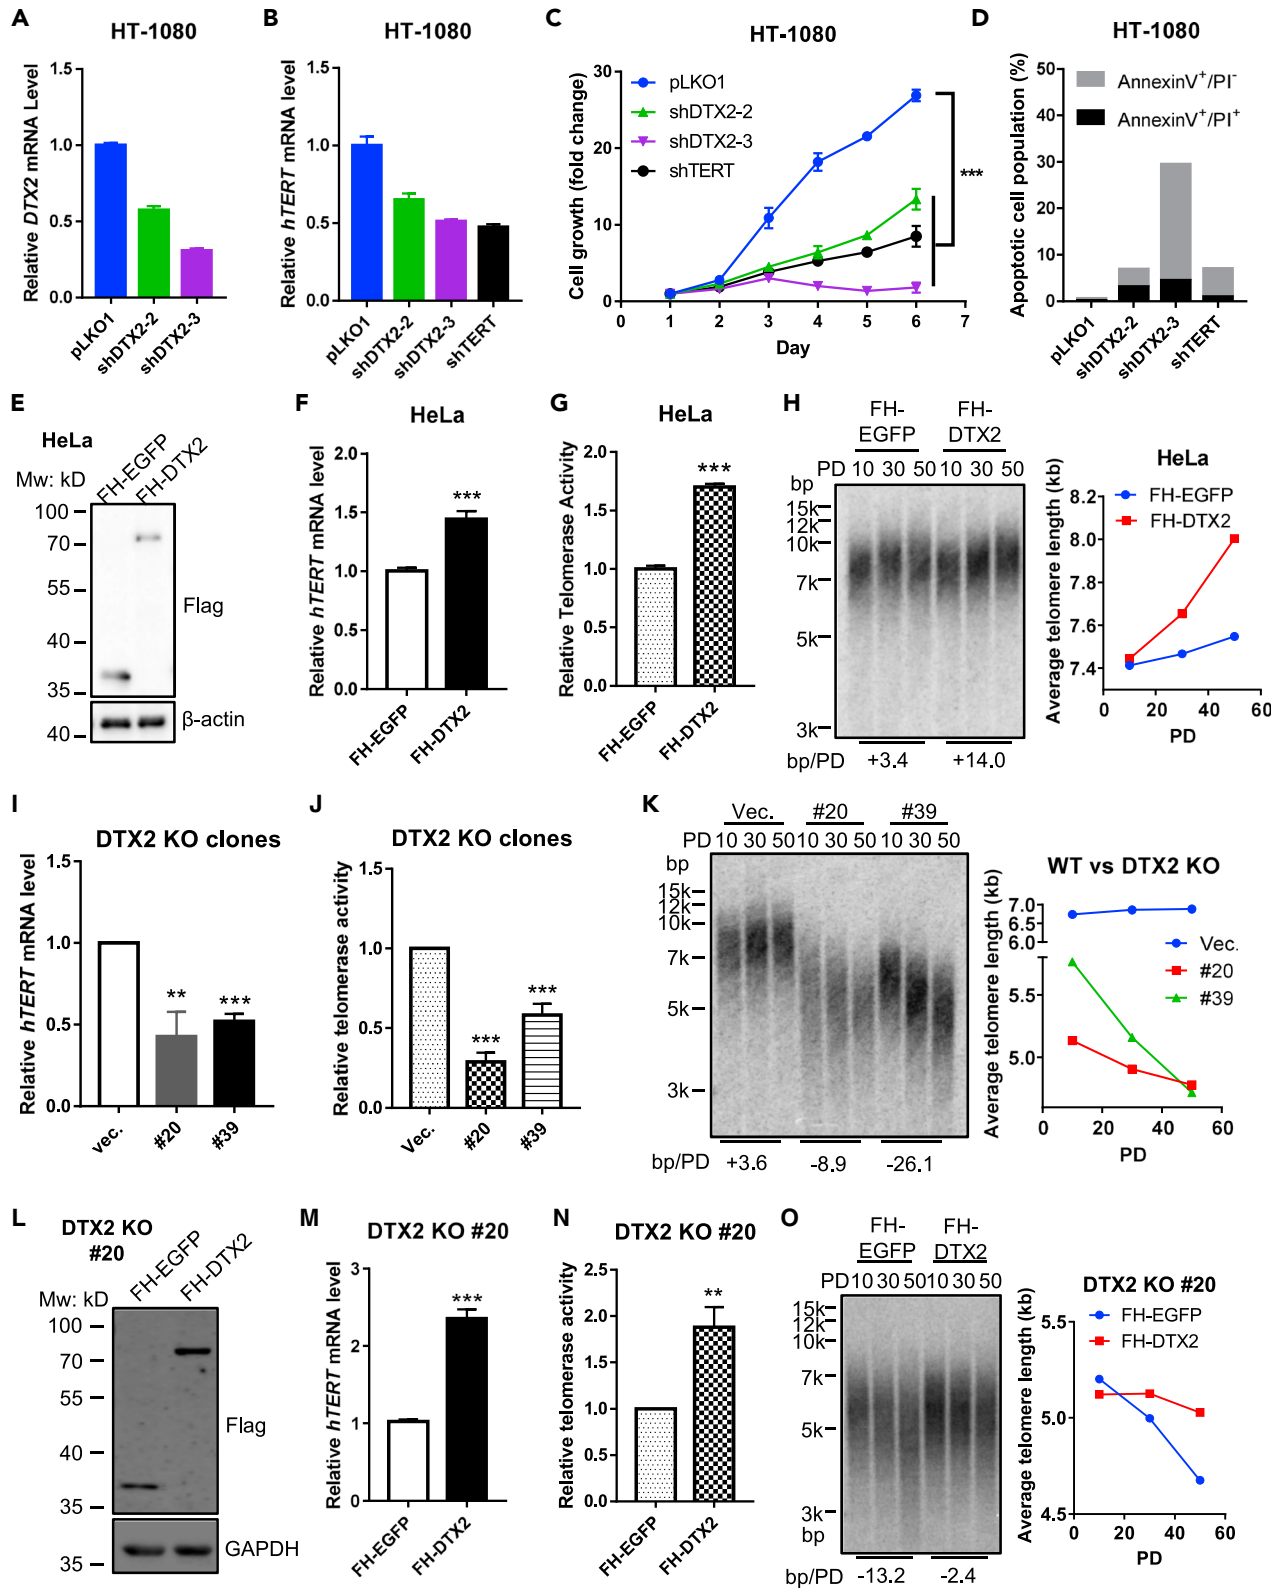 A
HT-1080
Relative DTX2 mRNA Level
1.5
1.0
0.5
0.0
pLKO1
shDTX2-2
shDTX2-3
B
HT-1080
Relative hTERT mRNA level
1.5
1.0
0.5
0.0
pLKO1
shDTX2-2
shDTX2-3
shTERT
C
HT-1080
Cell growth (fold change)
30
20
10
0
pLKO1
shDTX2-2
shDTX2-3
shTERT
***
0 1 2 3 4 5 6 7
Day
D
HT-1080
Apoptotic cell population (%)
50
40
30
20
10
0
AnnexinV+/PI-
AnnexinV+/PI+
pLKO1
shDTX2-2
shDTX2-3
shTERT
E
HeLa
FH-EGFP
FH-DTX2
Mw: kD
100
70
55
40
35
40
Flag
β-actin
F
HeLa
Relative hTERT mRNA level
2.0
1.5
1.0
0.5
0.0
***
FH-EGFP
FH-DTX2
G
HeLa
Relative Telomerase Activity
2.0
1.5
1.0
0.5
0.0
***
FH-EGFP
FH-DTX2
H
FH-
EGFP
FH-
DTX2
PD 10 30 50 10 30 50
bp
15k
12k
10k
7k
5k
3k
bp/PD +3.4 +14.0
HeLa
Average telomere length (kb)
8.2
8.0
7.8
7.6
7.4
FH-EGFP
FH-DTX2
0 20 40 60
PD
I
DTX2 KO clones
Relative hTERT mRNA level
1.5
1.0
0.5
0.0
**
***
vec.
#20
#39
J
DTX2 KO clones
Relative telomerase activity
1.5
1.0
0.5
0.0
***
***
Vec.
#20
#39
K
Vec. #20 #39
PD 10 30 50 10 30 50 10 30 50
bp
15k
12k
10k
7k
5k
3k
bp/PD +3.6 -8.9 -26.1
WT vs DTX2 KO
Average telomere length (kb)
7.0
6.5
6.0
5.5
5.0
Vec.
#20
#39
0 20 40 60
PD
L
DTX2 KO
#20
FH-EGFP
FH-DTX2
Mw: kD
100
70
55
40
35
35
Flag
GAPDH
M
DTX2 KO #20
Relative hTERT mRNA level
3
2
1
0
***
FH-EGFP
FH-DTX2
N
DTX2 KO #20
Relative telomerase activity
2.5
2.0
1.5
1.0
0.5
0.0
**
FH-EGFP
FH-DTX2
O
FH-
EGFP
FH-
DTX2
PD 10 30 50 10 30 50
15k
12k
10k
7k
5k
3k
bp
bp/PD -13.2 -2.4
DTX2 KO #20
Average telomere length (kb)
5.5
5.0
4.5
FH-EGFP
FH-DTX2
0 20 40 60
PD